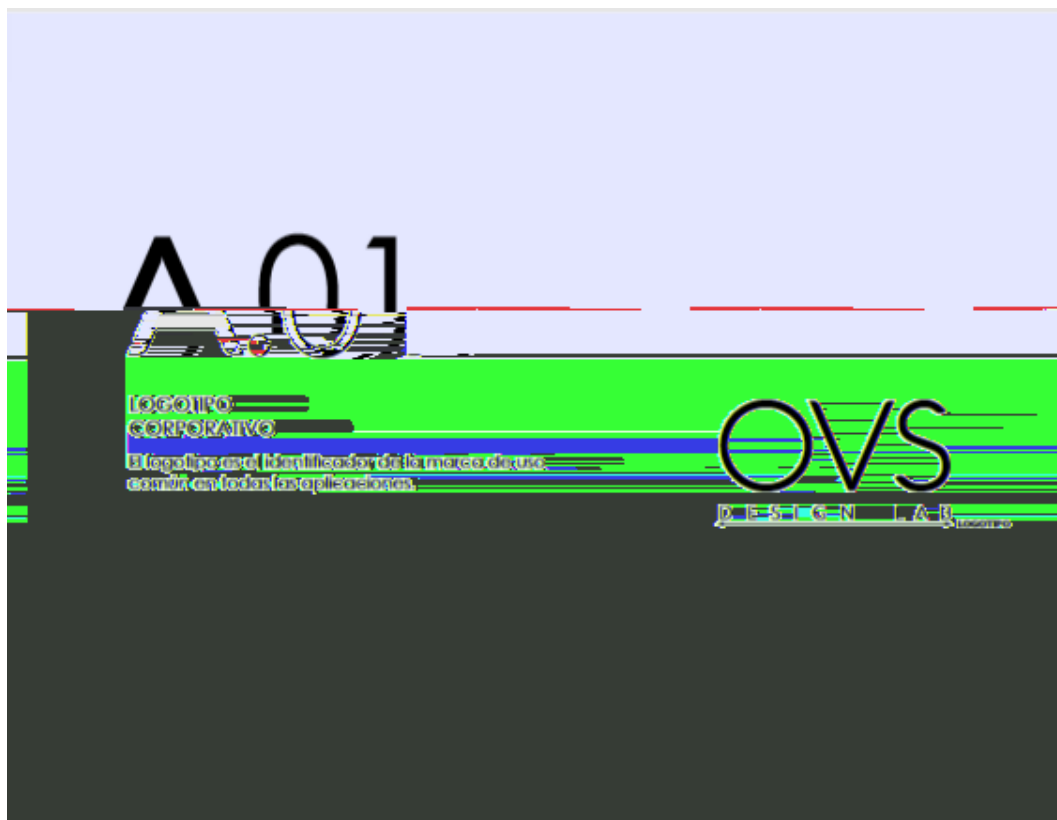 A.01
LOGOTIPO
CORPORATIVO
El logotipo es el identificador de la marca de uso
común en todas las aplicaciones.
OVS
DESIGN LAB
LOGOTIPO